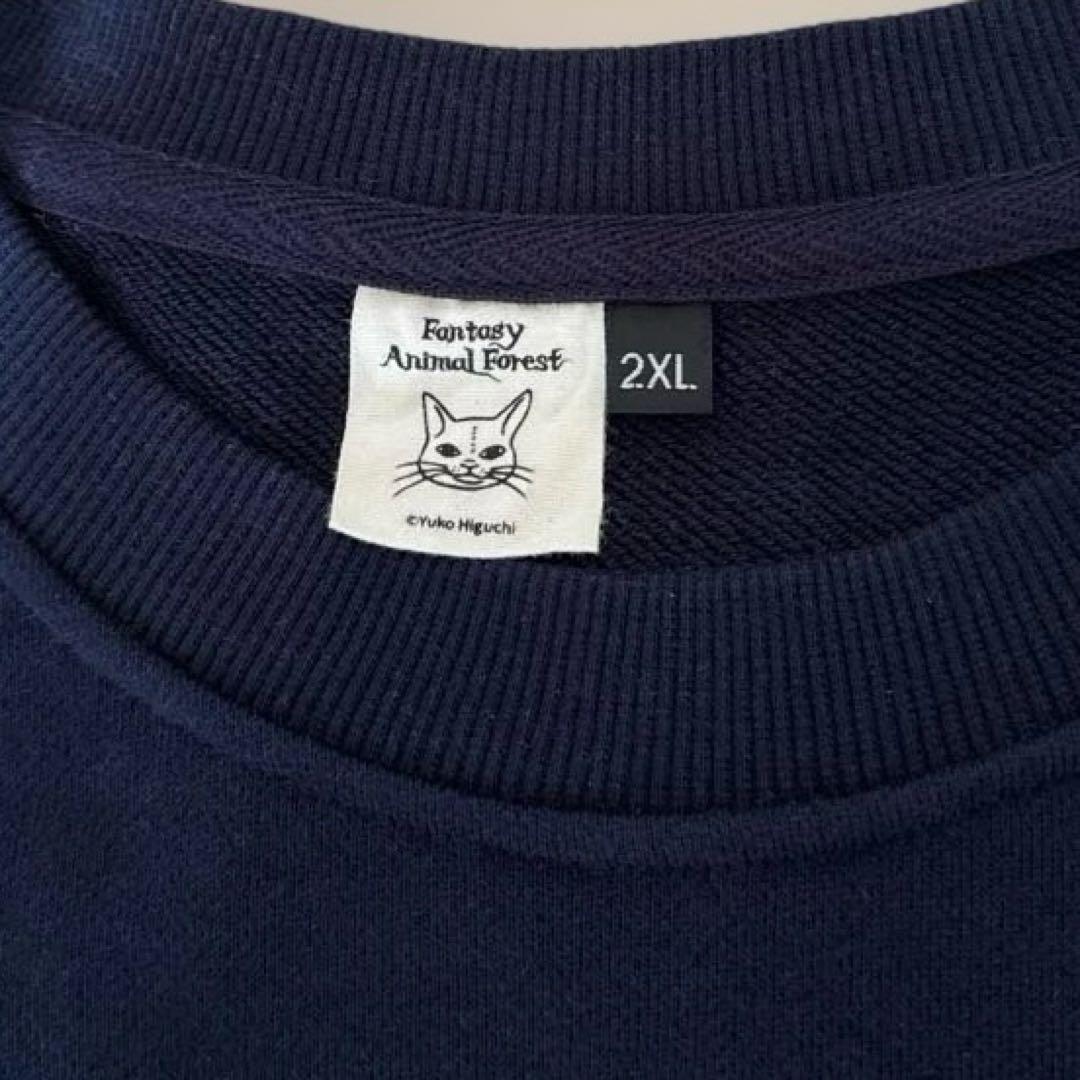 Fantasy
Animal Forest
©Yuko Higuchi
2XL